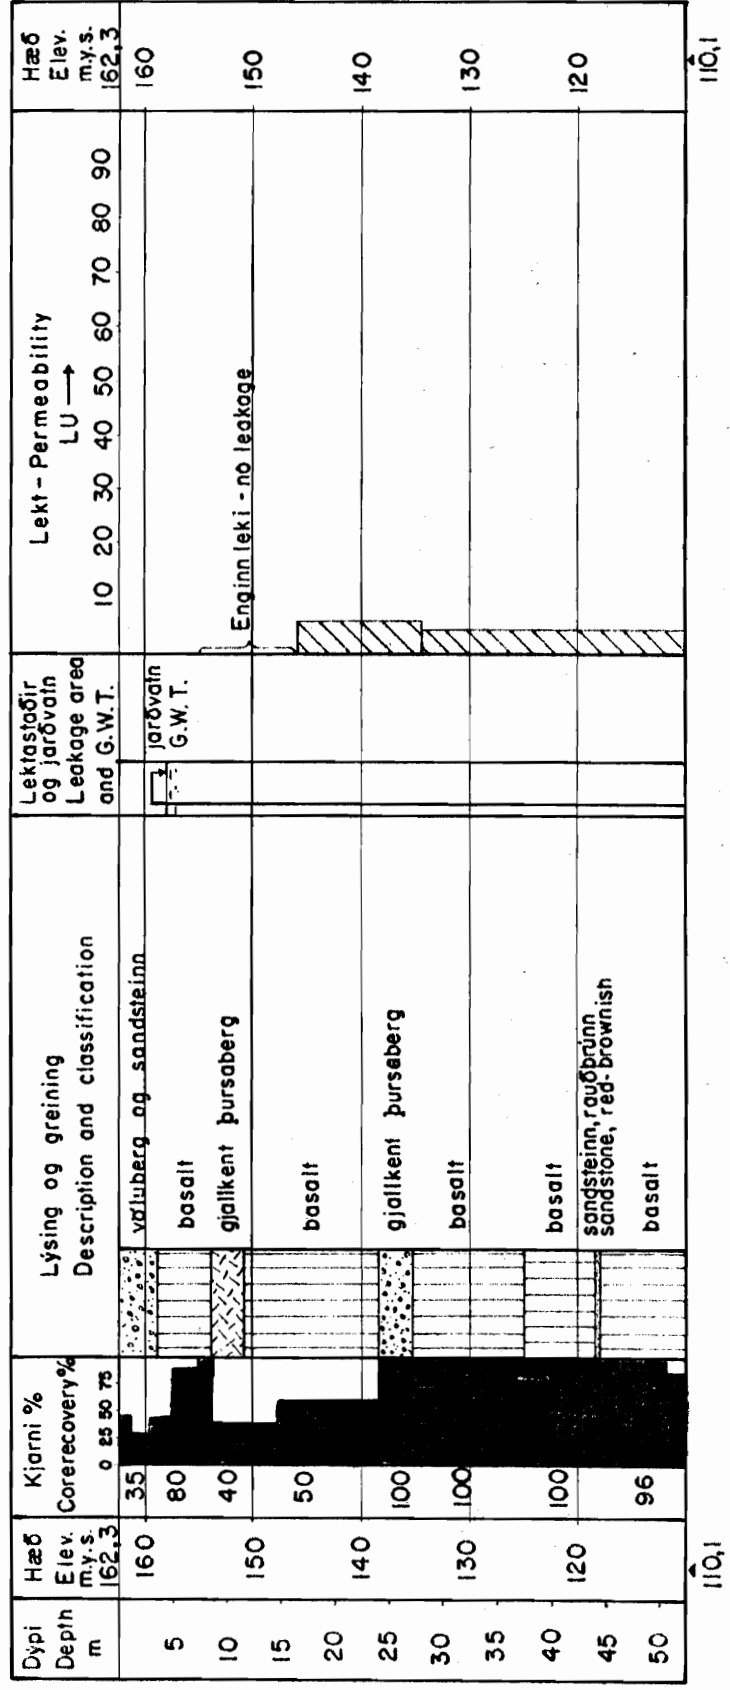 Dýpi
Depth
m
5
10
15
20
25
30
35
40
45
50
Hæð
Elev.
m.y.s.
162,3
160
150
140
130
120
110,1
Kjarni %
Corerecovery%
0 25 50 75
35
80
40
50
100
100
100
96
Lýsing og greining
Description and classification
völuberg og sandsteinn
basalt
gjallkent þursaberg
basalt
gjallkent þursaberg
basalt
basalt
sandsteinn, rauðbrúnn
sandstone, red-brownish
basalt
Lektastaðir
og jarðvatn
Leakage area
and G.W.T.
jarðvatn
G.W.T.
Lekt - Permeability
LU →
10 20 30 40 50 60 70 80 90
Enginn leki - no leakage
Hæð
Elev.
m.y.s.
162,3
160
150
140
130
120
110,1